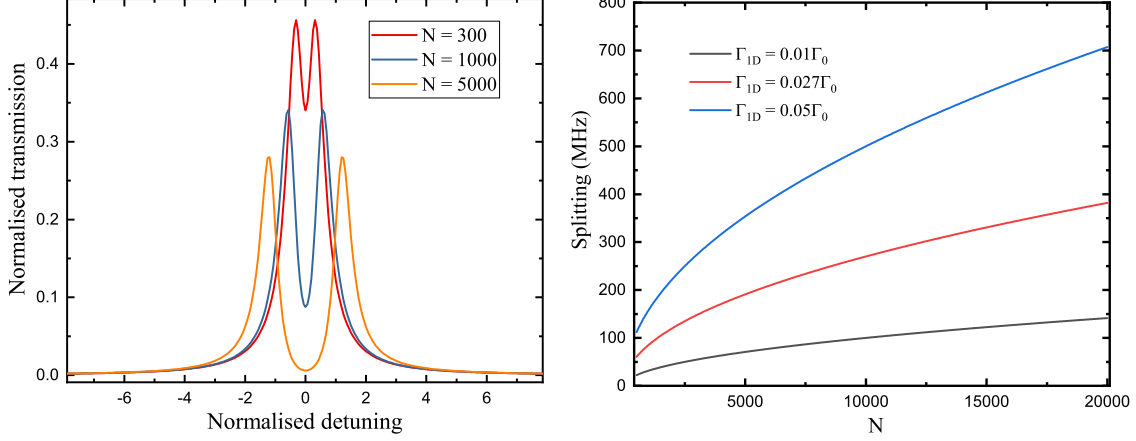 Normalised transmission
0.4
0.3
0.2
0.1
0.0
N = 300
N = 1000
N = 5000
-6
-4
-2
0
2
4
6
Normalised detuning
Splitting (MHz)
800
700
600
500
400
300
200
100
0
Γ1D = 0.01Γ0
Γ1D = 0.027Γ0
Γ1D = 0.05Γ0
5000
10000
15000
20000
N